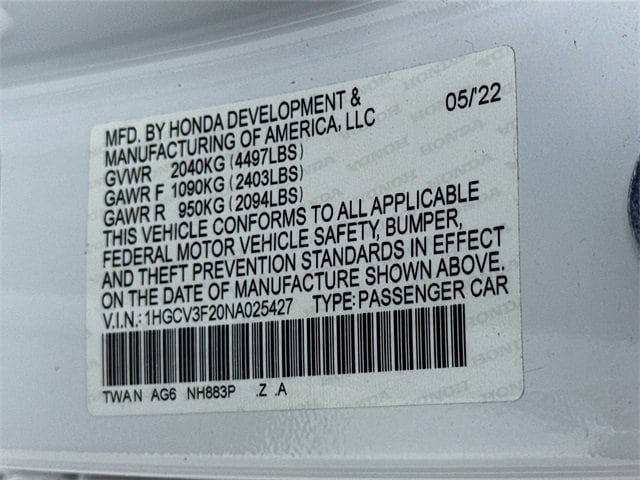 MFD. BY HONDA DEVELOPMENT & 05/'22
MANUFACTURING OF AMERICA, LLC
GVWR 2040KG (4497LBS)
GAWR F 1090KG (2403LBS)
GAWR R 950KG (2094LBS)
THIS VEHICLE CONFORMS TO ALL APPLICABLE
FEDERAL MOTOR VEHICLE SAFETY, BUMPER,
AND THEFT PREVENTION STANDARDS IN EFFECT
ON THE DATE OF MANUFACTURE SHOWN ABOVE.
V.I.N.: 1HGCV3F20NA025427 TYPE: PASSENGER CAR
TWA N AG6 NH883P .Z .A